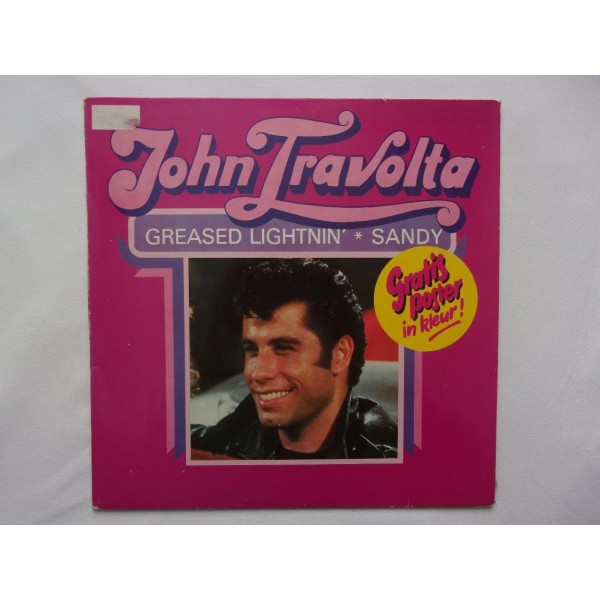 John Travolta
GREASED LIGHTNIN' * SANDY
Gratis
poster
in kleur!